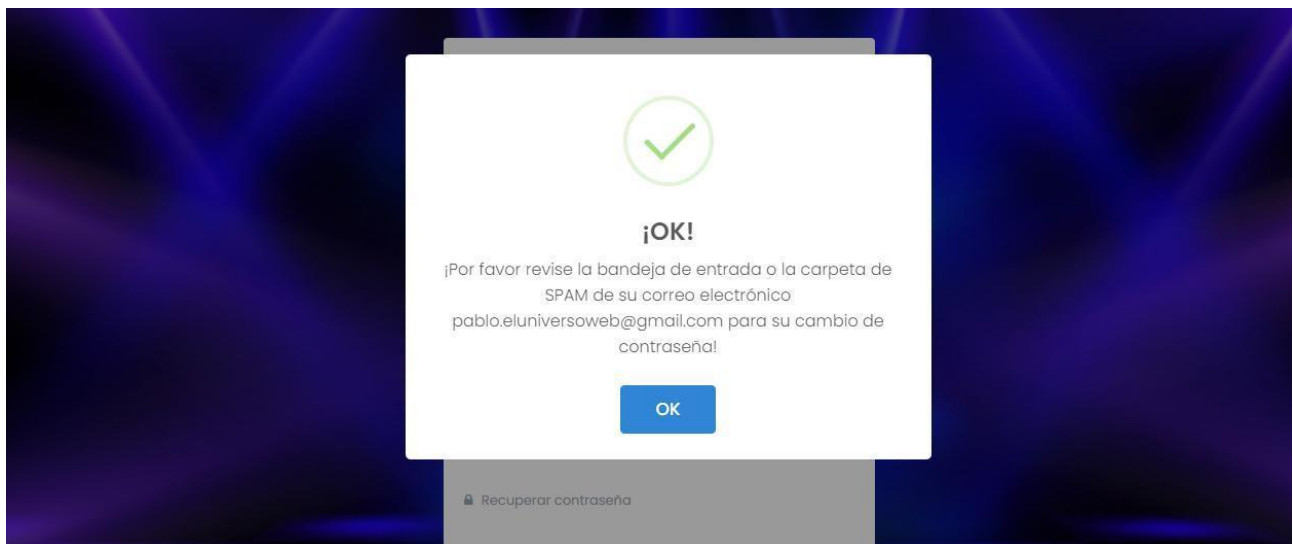 ¡OK!
¡Por favor revise la bandeja de entrada o la carpeta de
SPAM de su correo electrónico
pablo.eluniversoweb@gmail.com para su cambio de
contraseña!
OK
Recuperar contraseña